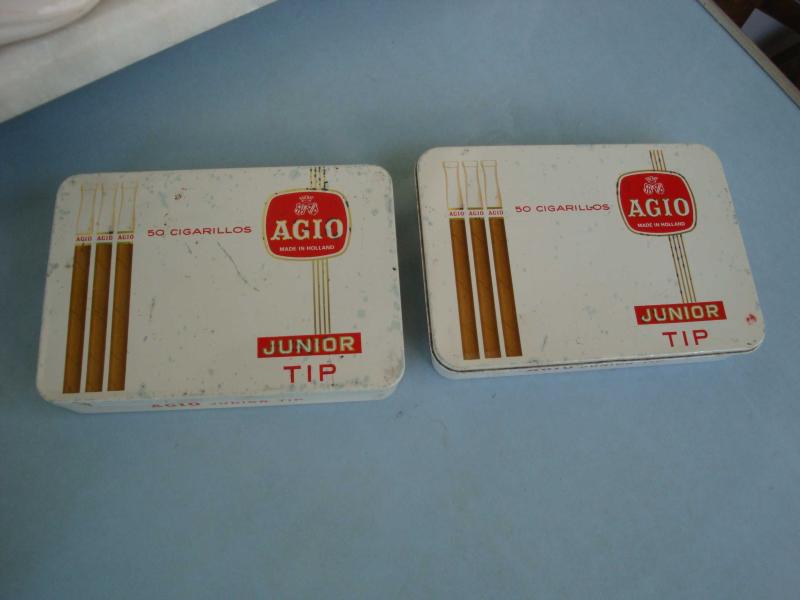 AGIO AGIO AGIO
50 CIGARILLOS
AGIO
MADE IN HOLLAND
JUNIOR
TIP
AGIO JUNIOR TIP
AGIO AGIO AGIO
50 CIGARILLOS
AGIO
MADE IN HOLLAND
JUNIOR
TIP